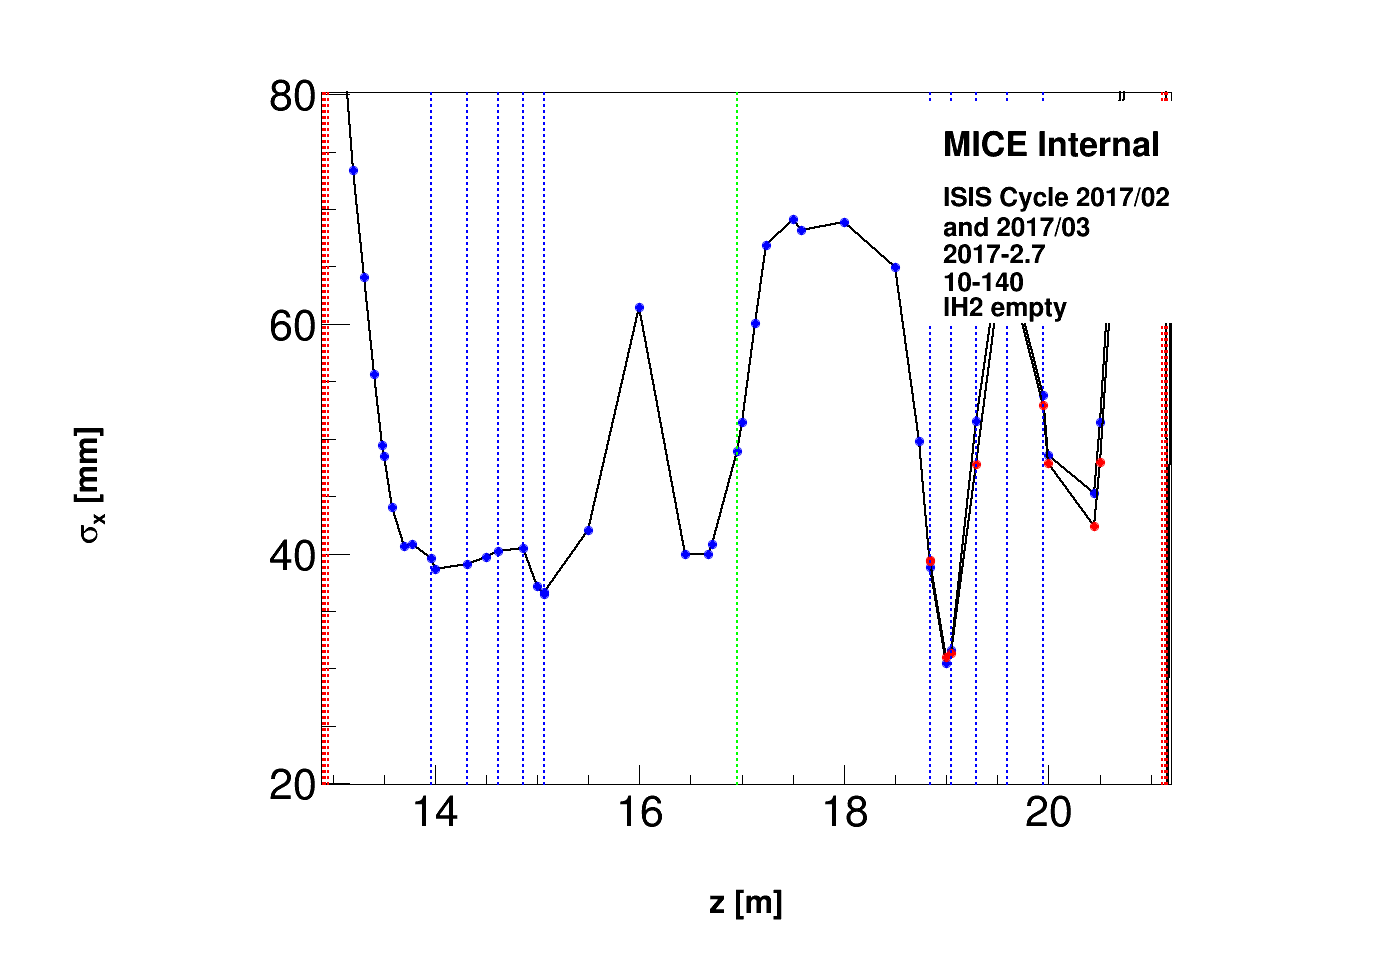 80
MICE Internal
ISIS Cycle 2017/02
and 2017/03
2017-2.7
10-140
lH2 empty
60
σx [mm]
40
20
14 16 18 20
z [m]